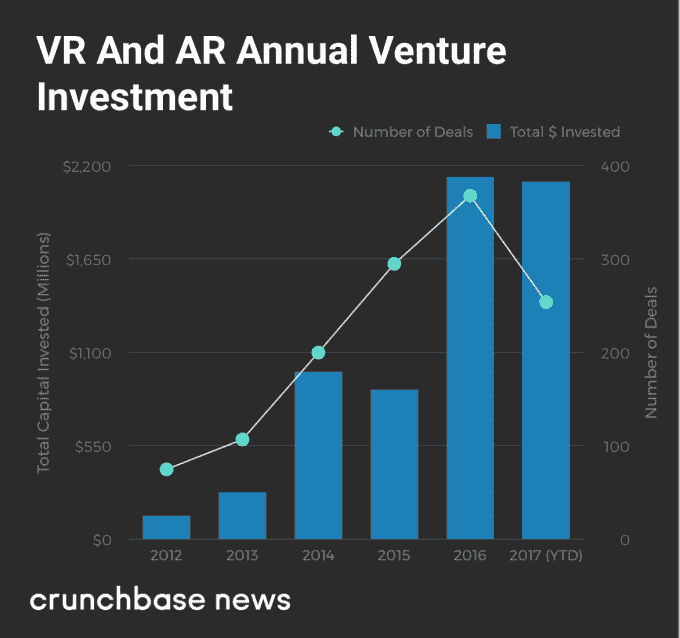 VR And AR Annual Venture
Investment
Number of Deals
Total $ Invested
$2,200
400
$1,650
300
$1,100
200
$550
100
$0
0
Total Capital Invested (Millions)
Number of Deals
2012
2013
2014
2015
2016
2017 (YTD)
crunchbase news